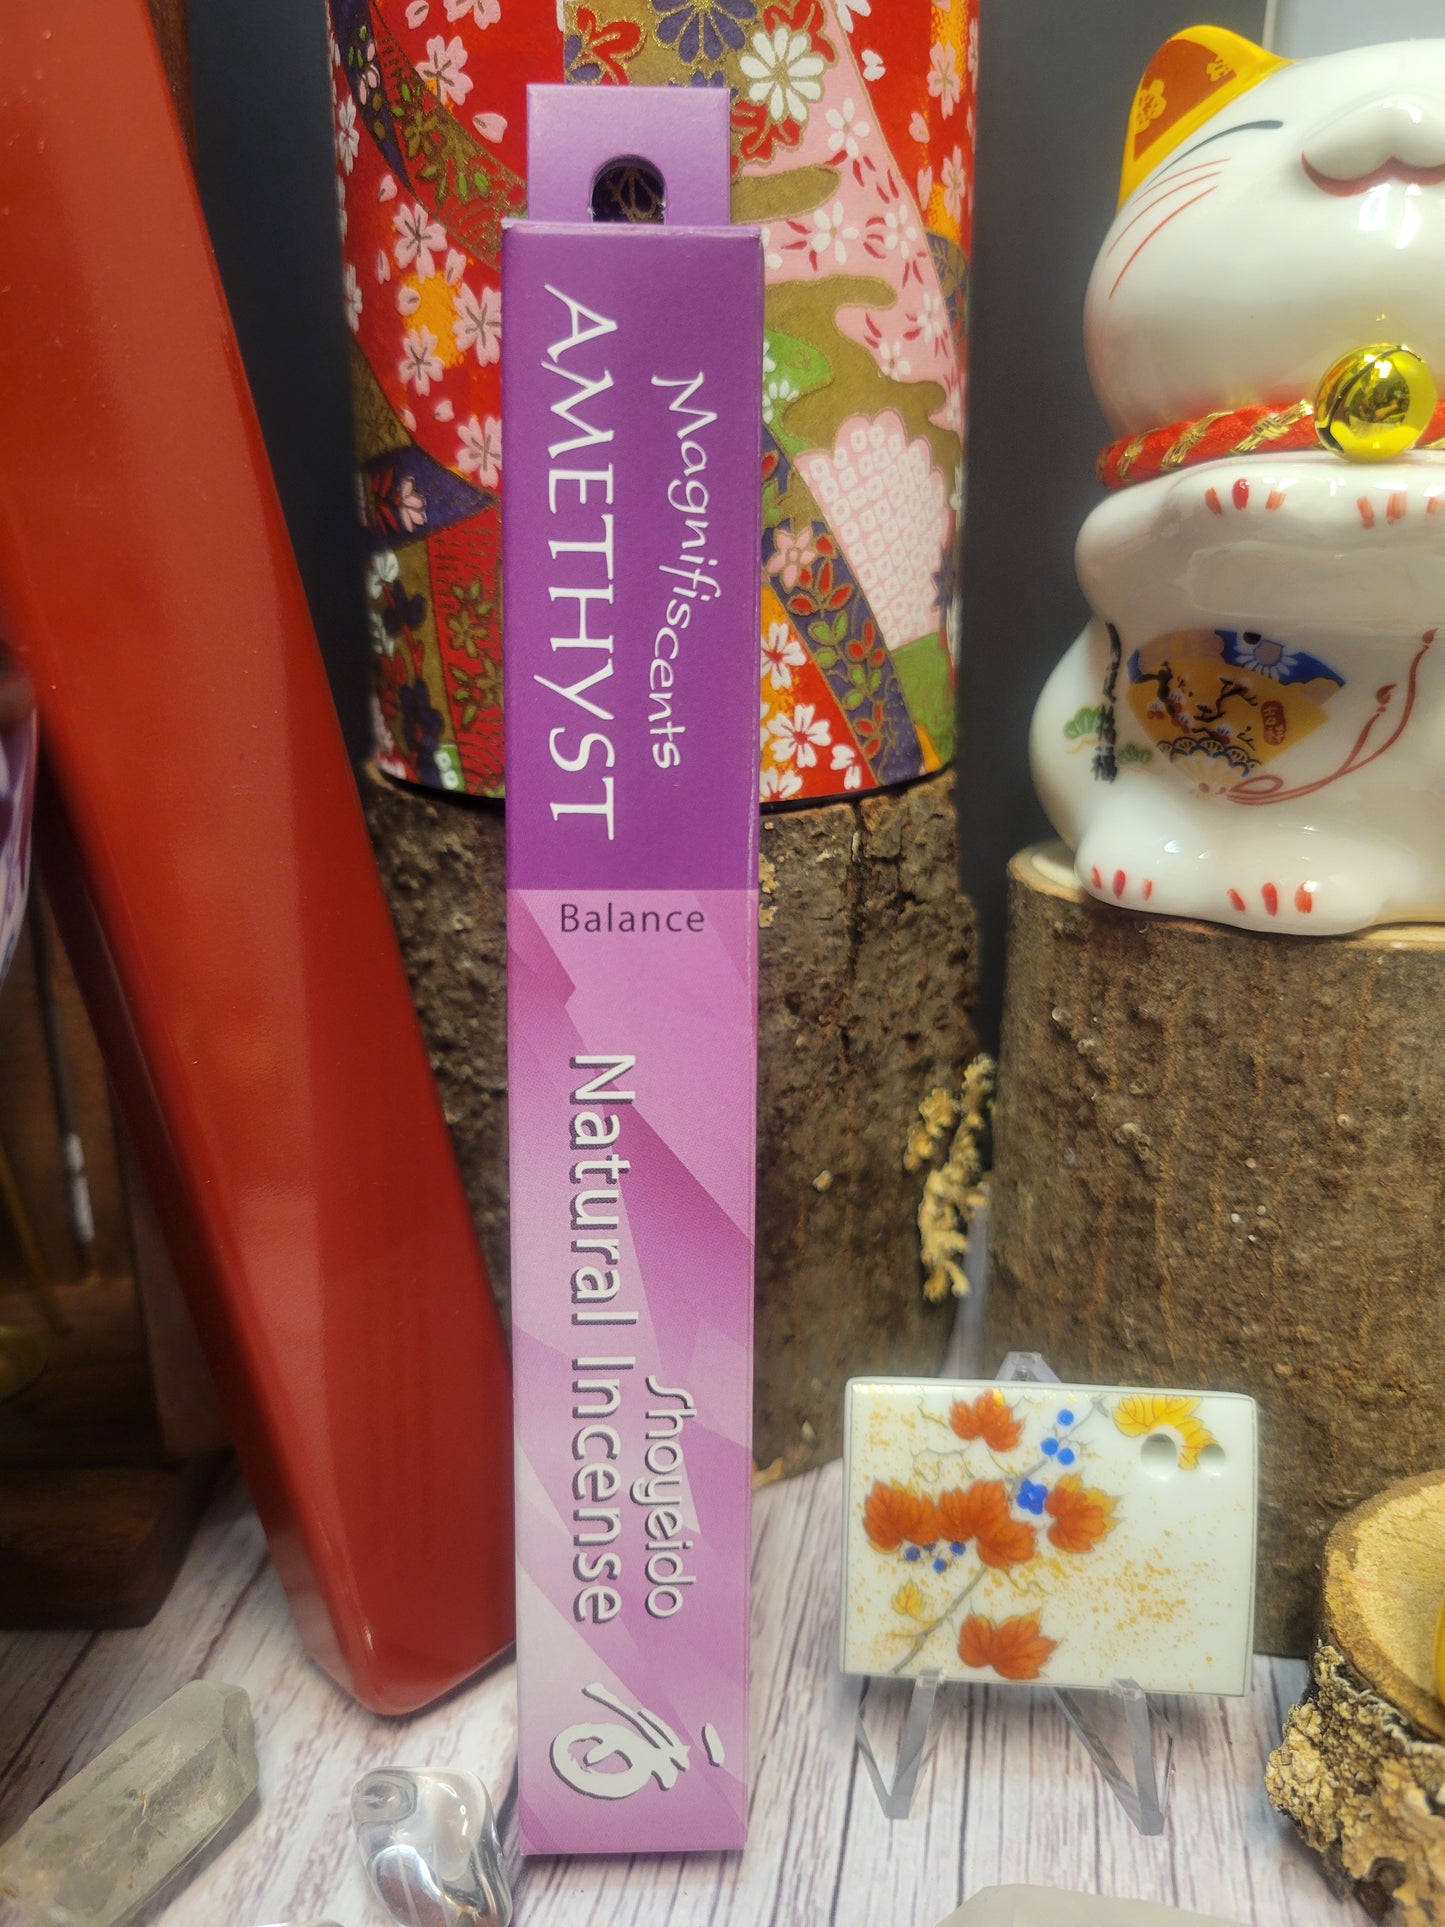 Magnifiscents
AMETHYST
Balance
Shoyeido
Natural Incense